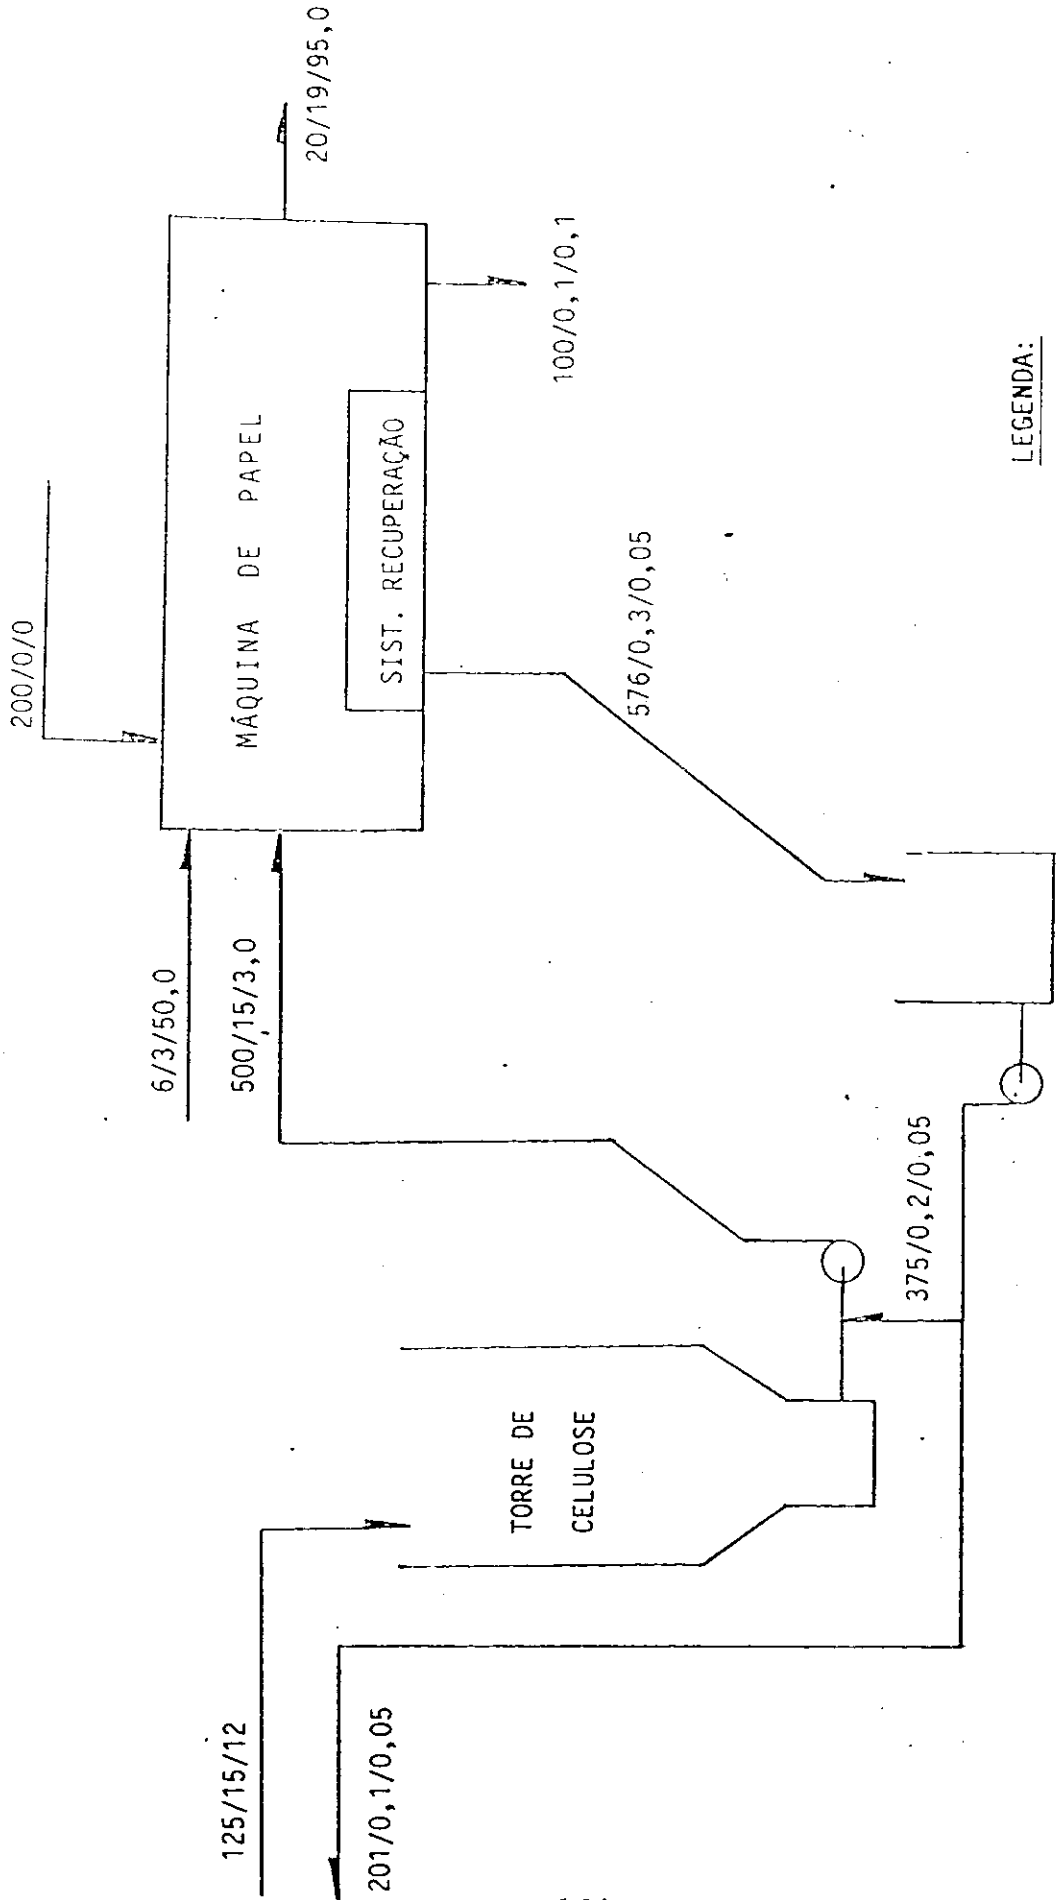 125/15/12
201/0,1/0,05
TORRE DE
CELULOSE
375/0,2/0,05
6/3/50,0
500/15/3,0
200/0/0
MÁQUINA DE PAPEL
SIST. RECUPERAÇÃO
576/0,3/0,05
20/19/95,0
100/0,1/0,1
LEGENDA: